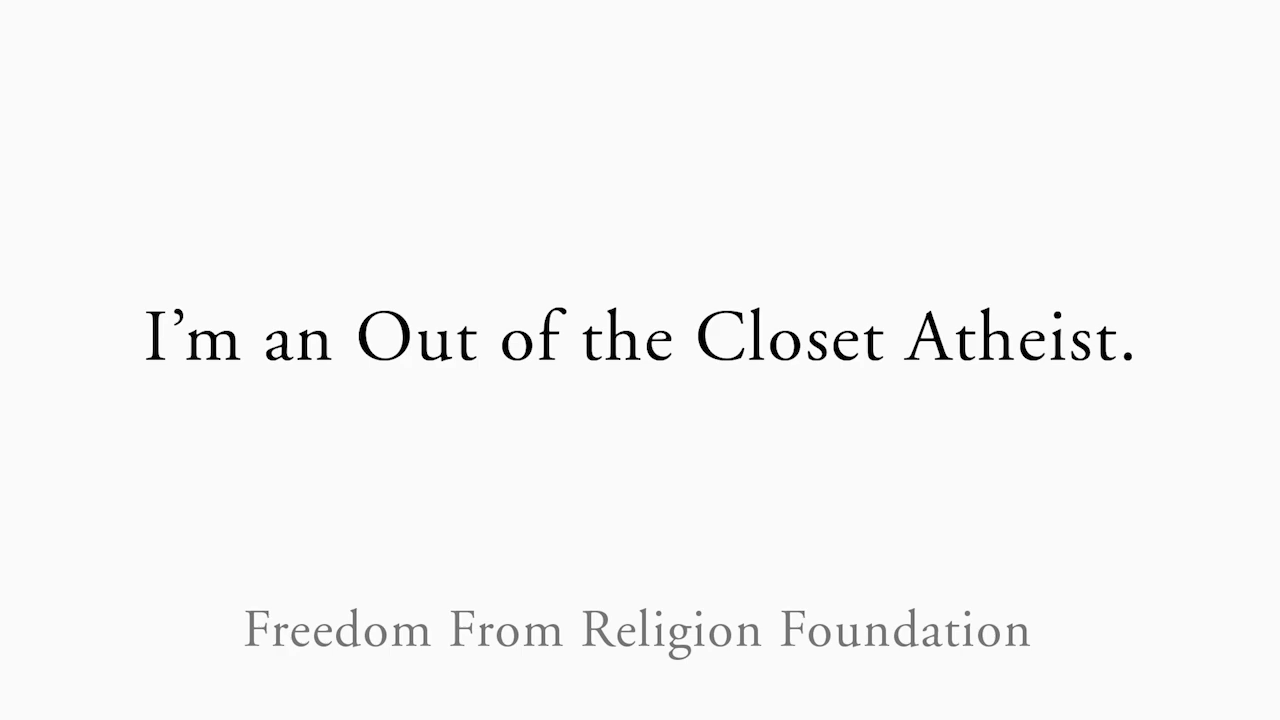 I’m an Out of the Closet Atheist.
Freedom From Religion Foundation